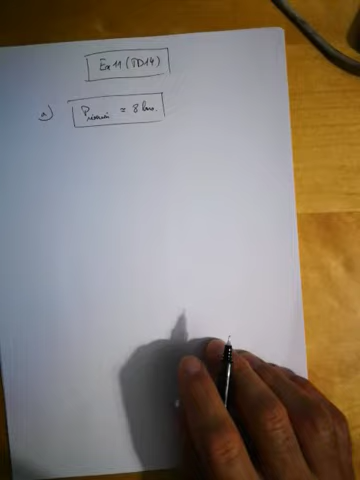 Ex 11 (TD14)
a) P = 8 bar.